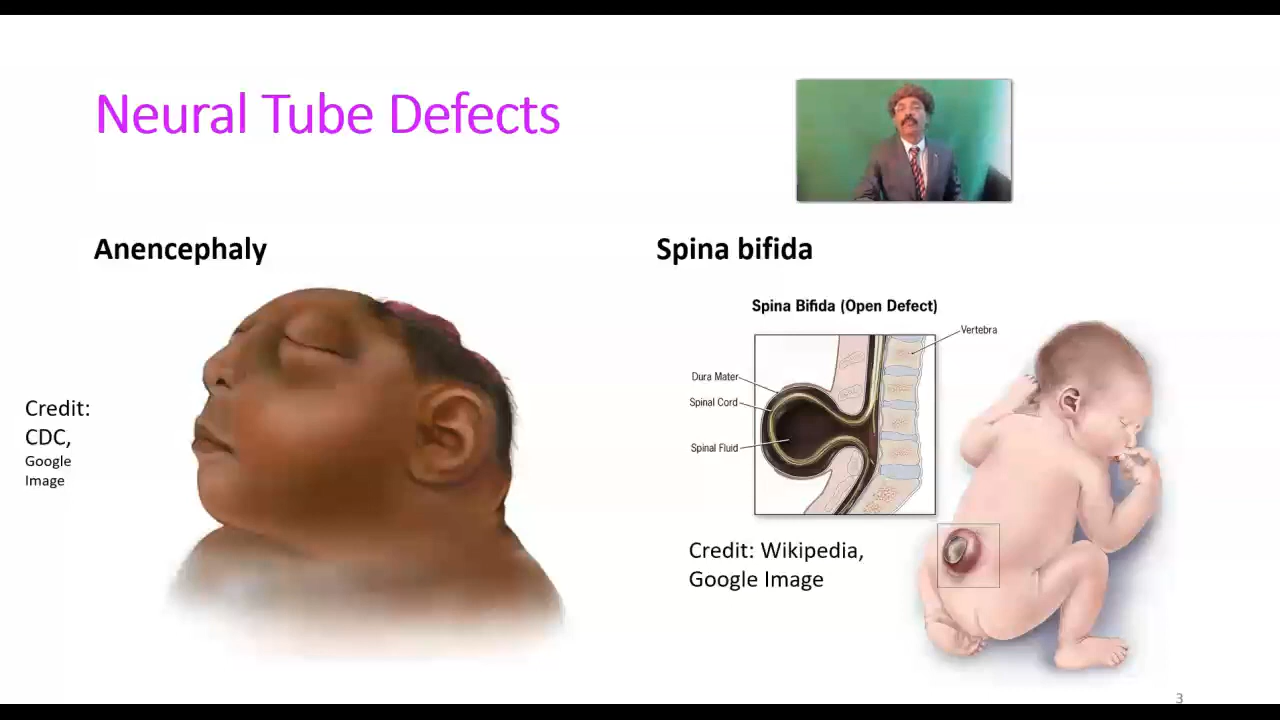 Neural Tube Defects
Anencephaly
Credit:
CDC,
Google
Image
Spina bifida
Spina Bifida (Open Defect)
Vertebra
Dura Mater
Spinal Cord
Spinal Fluid
Credit: Wikipedia,
Google Image
3